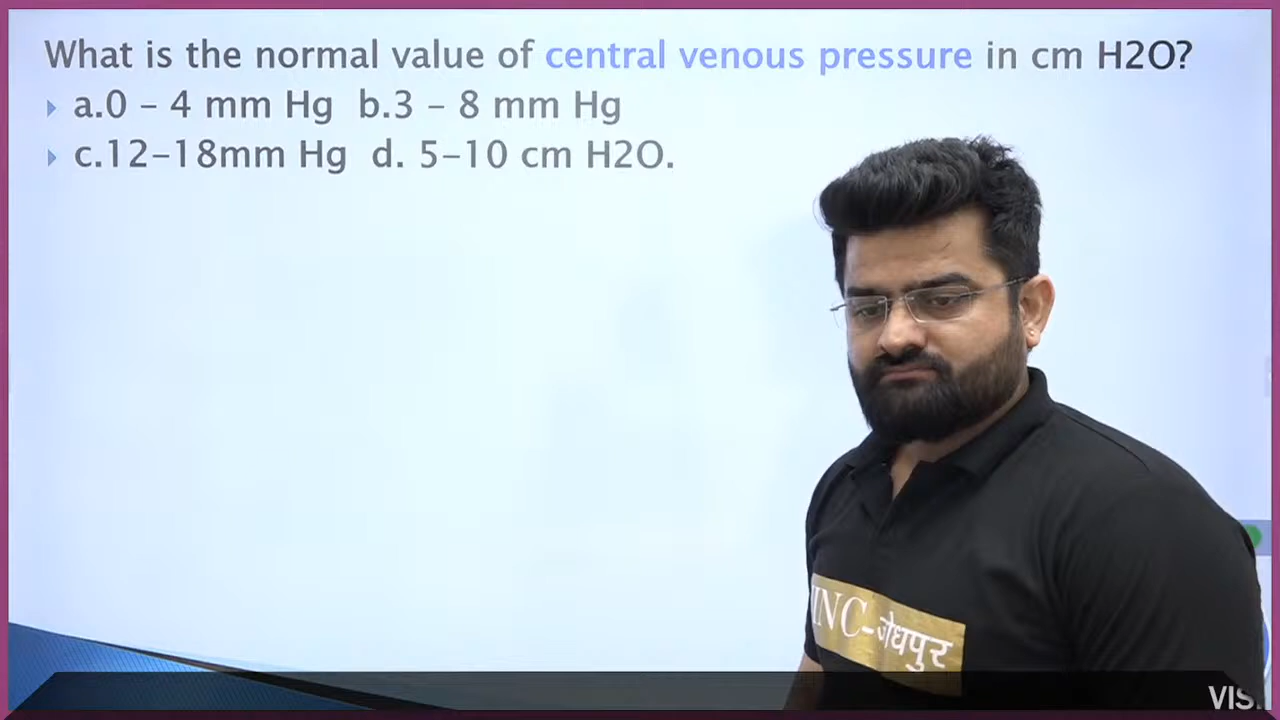 What is the normal value of central venous pressure in cm H2O?
a.0 – 4 mm Hg b.3 – 8 mm Hg
c.12–18mm Hg d. 5–10 cm H2O.
INC-जोधपुर